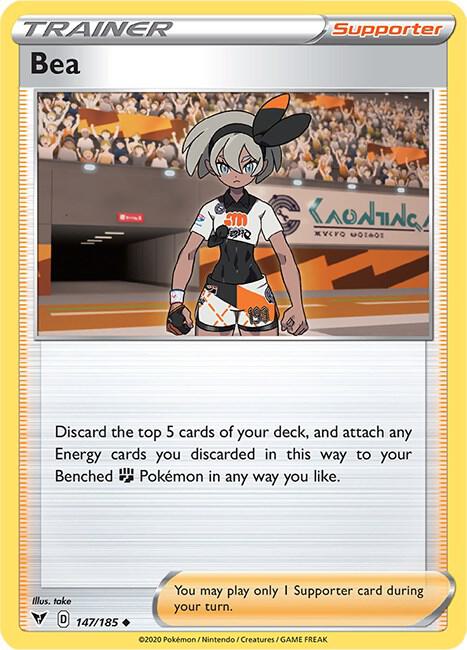 TRAINER Supporter
Bea
194
Discard the top 5 cards of your deck, and attach any
Energy cards you discarded in this way to your
Benched Pokémon in any way you like.
You may play only 1 Supporter card during
your turn.
Illus. take
D 147/185
©2020 Pokémon / Nintendo / Creatures / GAME FREAK